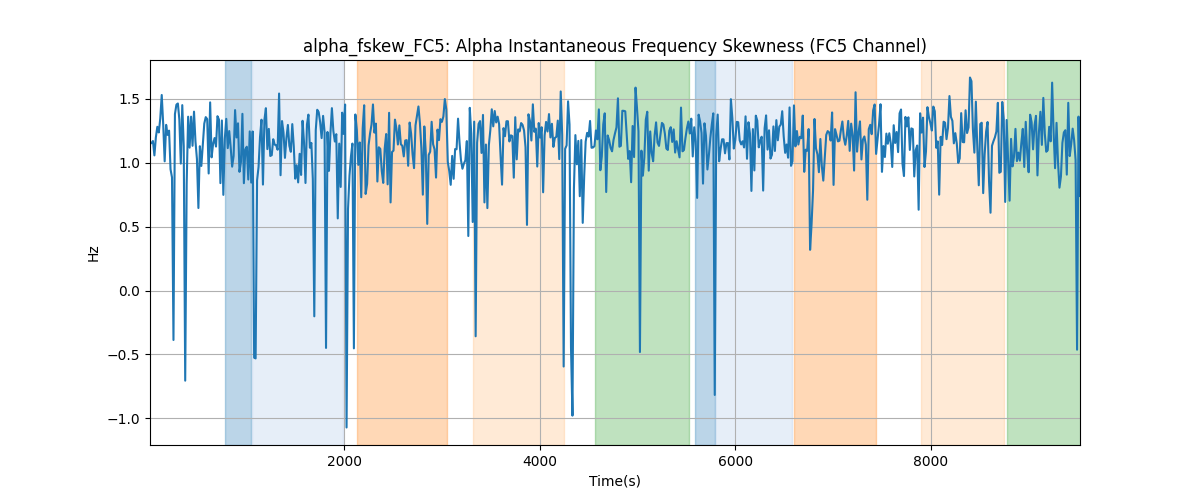 alpha_fskew_FC5: Alpha Instantaneous Frequency Skewness (FC5 Channel)
Hz
1.5
1.0
0.5
0.0
−0.5
−1.0
2000 4000 6000 8000
Time(s)